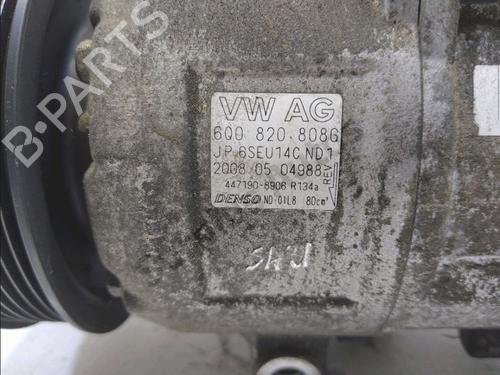 B-PARTS
VW AG
6Q0 820 808G
JP 6SEU14C ND1
2008 05 04988
REV
447190-8906 R134a
DENSO ND-OIL8 80cm³